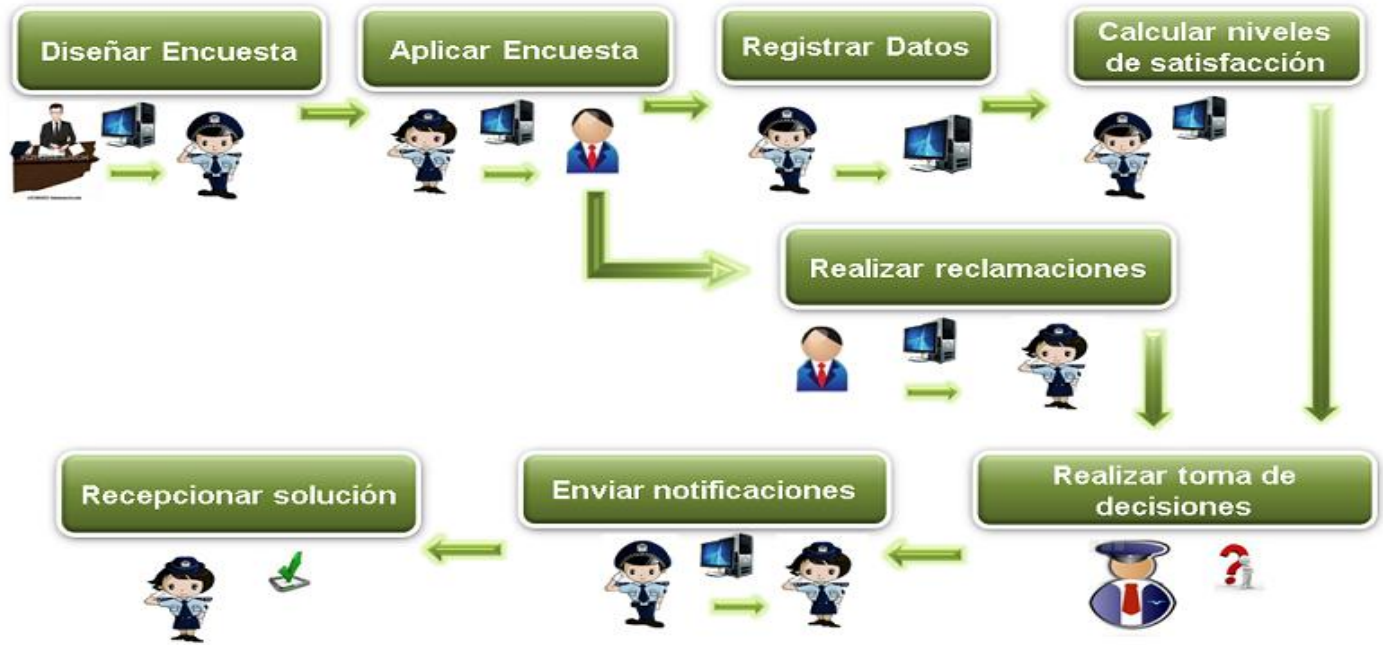 Diseñar Encuesta
Aplicar Encuesta
Registrar Datos
Calcular niveles
de satisfacción
Realizar reclamaciones
Recepcionar solución
Enviar notificaciones
Realizar toma de
decisiones